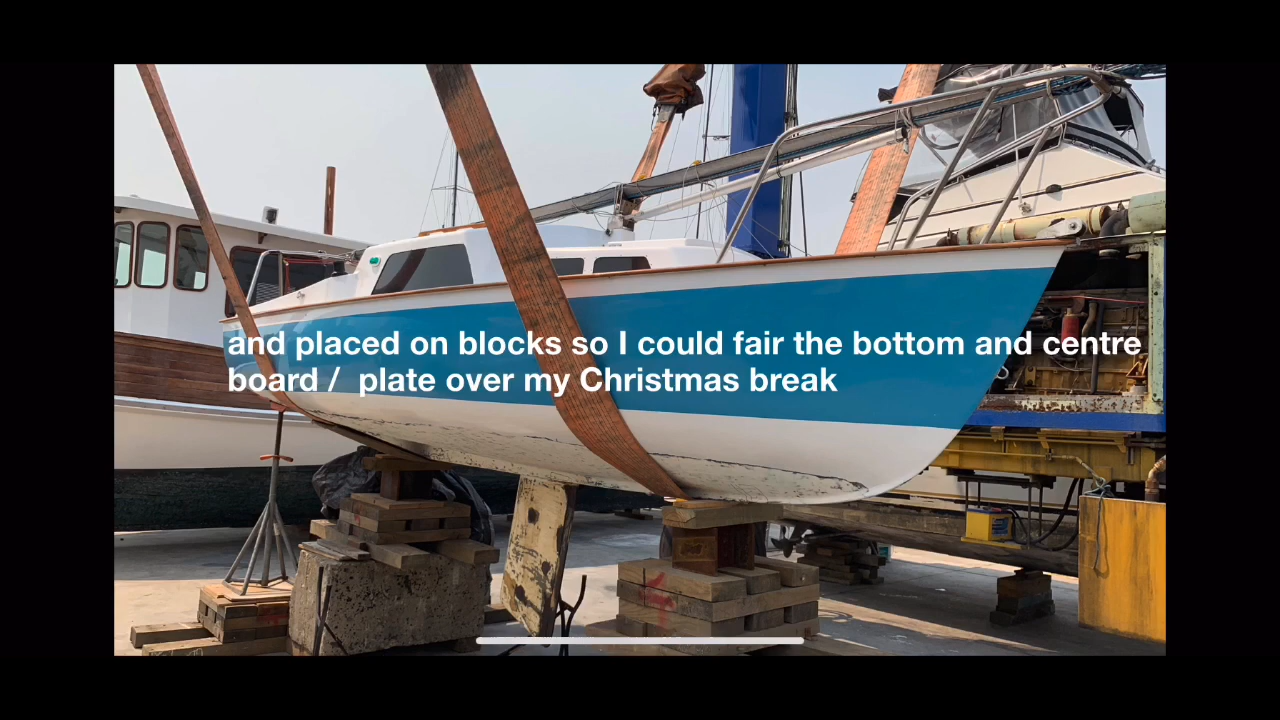 and placed on blocks so I could fair the bottom and centre
board /  plate over my Christmas break